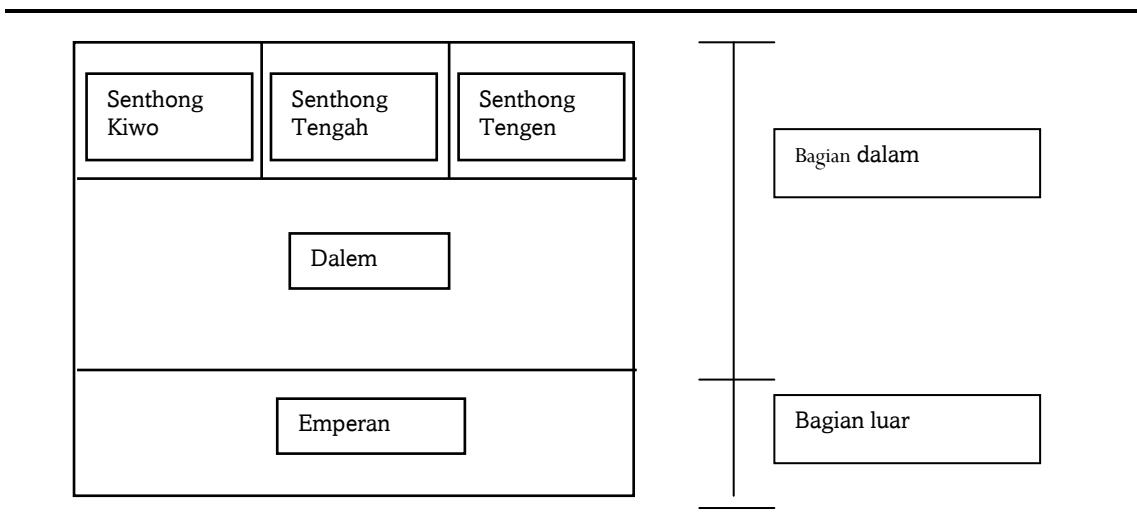 Senthong
Kiwo
Senthong
Tengah
Senthong
Tengen
Bagian dalam
Dalem
Emperan
Bagian luar